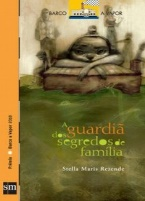 BARCO A VAPOR
A guardiã
dos segredos de
família
Stella Maris Rezende
sm